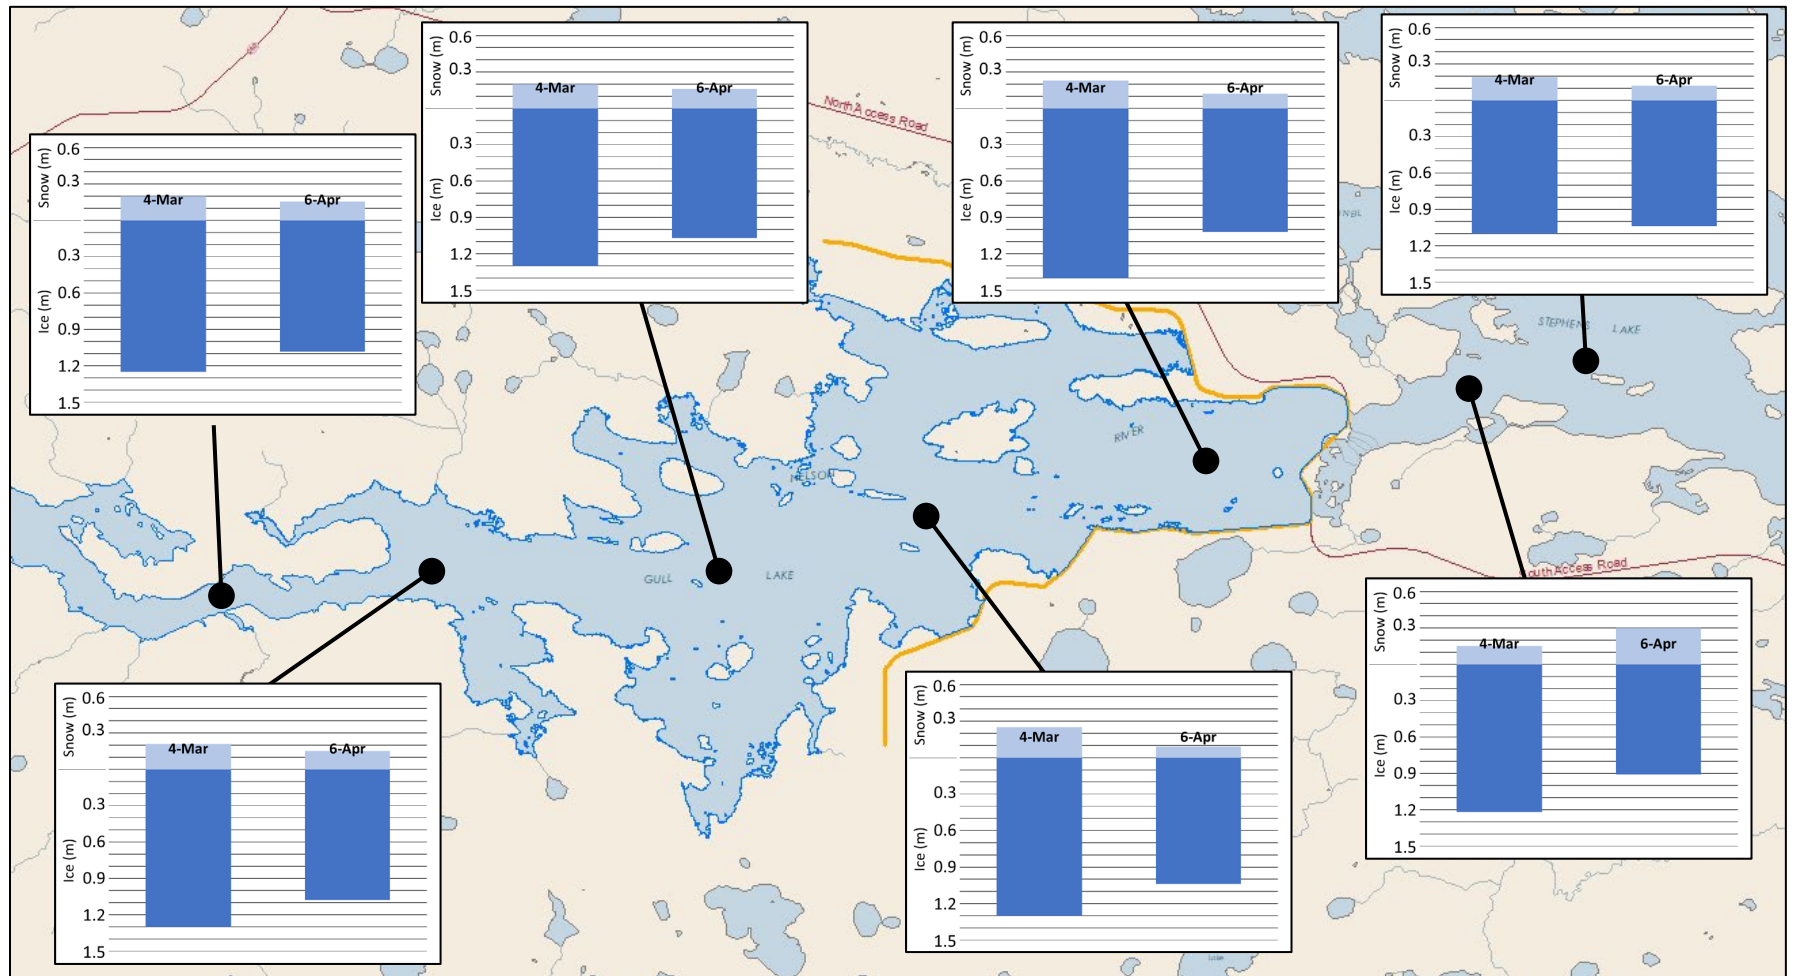 0.6
0.3
0.3
0.6
0.9
1.2
1.5
Snow (m)
Ice (m)
4-Mar
6-Apr
0.6
0.3
0.3
0.6
0.9
1.2
1.5
Snow (m)
Ice (m)
4-Mar
6-Apr
0.6
0.3
0.3
0.6
0.9
1.2
1.5
Snow (m)
Ice (m)
4-Mar
6-Apr
0.6
0.3
0.3
0.6
0.9
1.2
1.5
Snow (m)
Ice (m)
4-Mar
6-Apr
North Access Road
STEPHENS LAKE
RIVER
NELSON
GULL LAKE
South Access Road
0.6
0.3
0.3
0.6
0.9
1.2
1.5
Snow (m)
Ice (m)
4-Mar
6-Apr
0.6
0.3
0.3
0.6
0.9
1.2
1.5
Snow (m)
Ice (m)
4-Mar
6-Apr
0.6
0.3
0.3
0.6
0.9
1.2
1.5
Snow (m)
Ice (m)
4-Mar
6-Apr